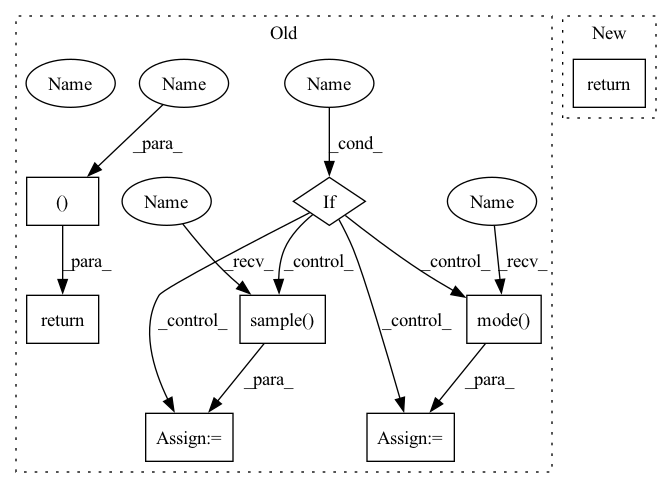 Old
New
Name
Name
Name
return
_para_
_cond_
()
Name
If
Name
_para_
_recv_
_control_
_control_
_recv_
return
_control_
sample()
_control_
mode()
_para_
_para_
Assign:=
Assign:=